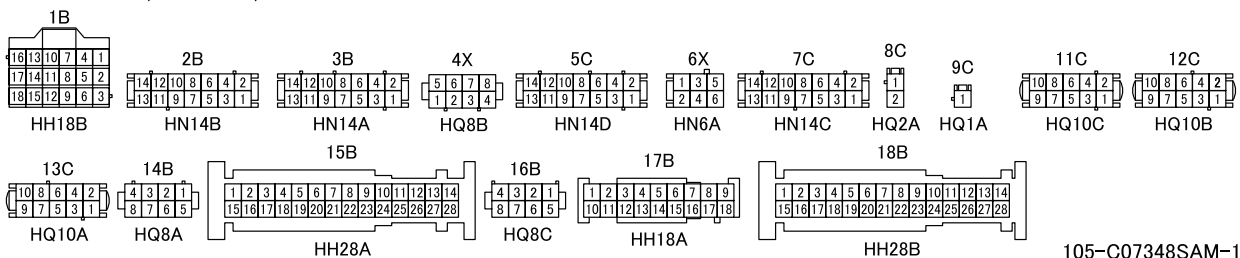 1B
16 13 10 7 4 1
17 14 11 8 5 2
18 15 12 9 6 3
HH18B
2B
14 12 10 8 6 4 2
13 11 9 7 5 3 1
HN14B
3B
14 12 10 8 6 4 2
13 11 9 7 5 3 1
HN14A
4X
5 6 7 8
1 2 3 4
HQ8B
5C
14 12 10 8 6 4 2
13 11 9 7 5 3 1
HN14D
6X
1 3 5
2 4 6
HN6A
7C
14 12 10 8 6 4 2
13 11 9 7 5 3 1
HN14C
8C
1
2
HQ2A
9C
1
HQ1A
11C
10 8 6 4 2
9 7 5 3 1
HQ10C
12C
10 8 6 4 2
9 7 5 3 1
HQ10B
13C
10 8 6 4 2
9 7 5 3 1
HQ10A
14B
4 3 2 1
8 7 6 5
HQ8A
15B
1 2 3 4 5 6 7 8 9 10 11 12 13 14
15 16 17 18 19 20 21 22 23 24 25 26 27 28
HH28A
16B
4 3 2 1
8 7 6 5
HQ8C
17B
1 2 3 4 5 6 7 8 9
10 11 12 13 14 15 16 17 18
HH18A
18B
1 2 3 4 5 6 7 8 9 10 11 12 13 14
15 16 17 18 19 20 21 22 23 24 25 26 27 28
HH28B
105-C07348SAM-1